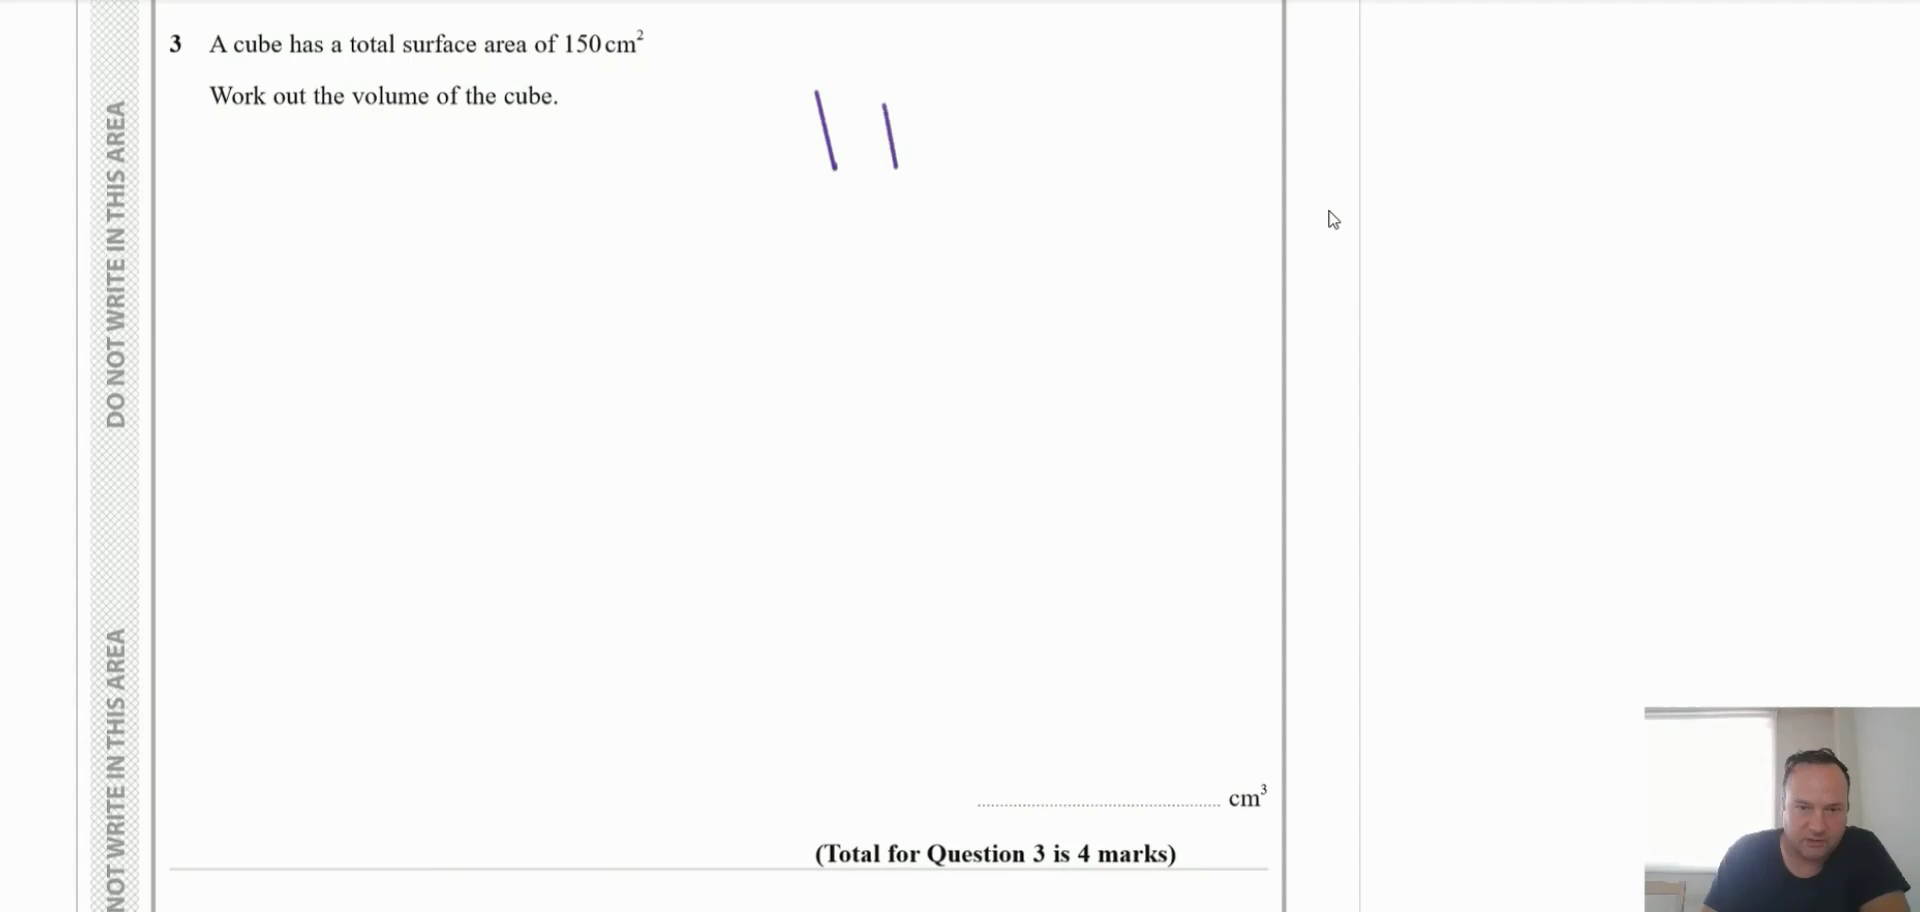 3 A cube has a total surface area of 150 cm²
Work out the volume of the cube.
DO NOT WRITE IN THIS AREA
NOT WRITE IN THIS AREA
........................................ cm³
(Total for Question 3 is 4 marks)